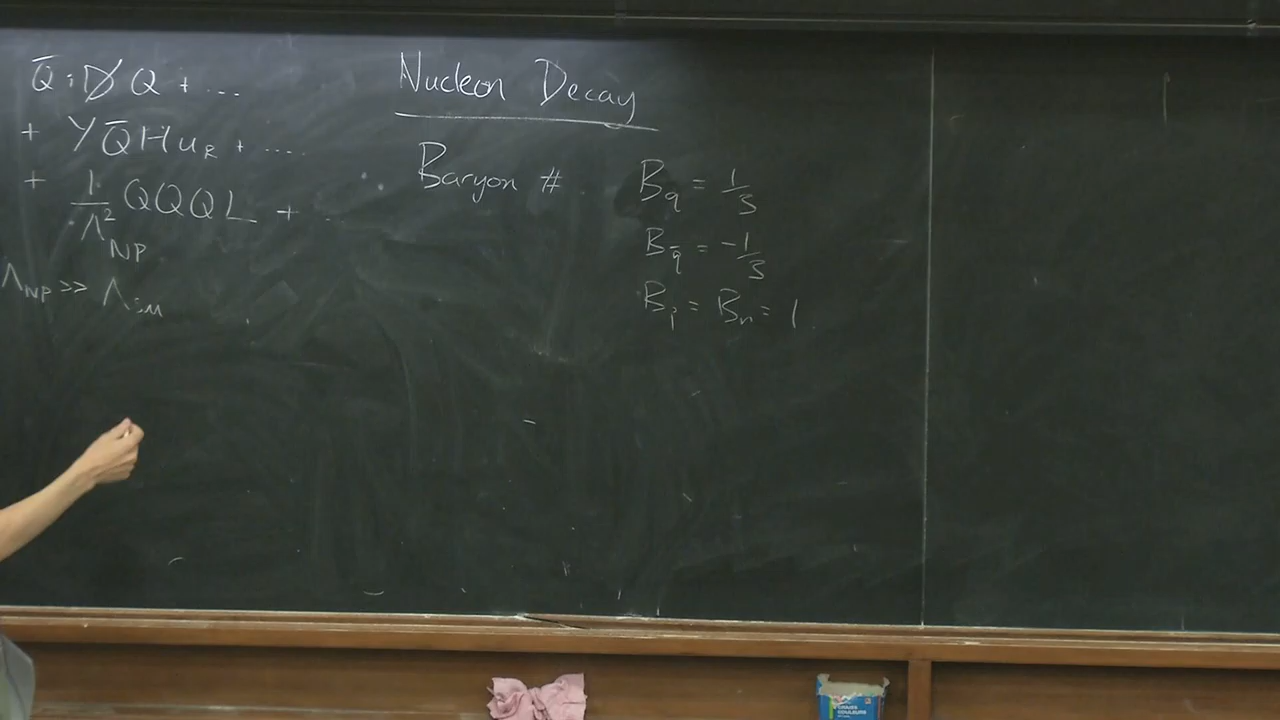 Q̄ i D̸ Q + ...
+ Y Q̄ H u_R + ....
+ 1/Λ²_NP QQQL + ..
Λ_NP >> Λ_SM
Nucleon Decay
Baryon #
B_q = 1/3
B_q̄ = -1/3
B_p = B_n = 1